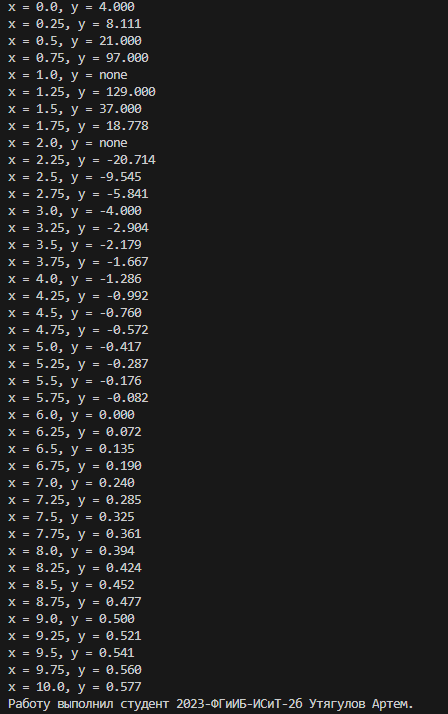 x = 0.0, y = 4.000
x = 0.25, y = 8.111
x = 0.5, y = 21.000
x = 0.75, y = 97.000
x = 1.0, y = none
x = 1.25, y = 129.000
x = 1.5, y = 37.000
x = 1.75, y = 18.778
x = 2.0, y = none
x = 2.25, y = -20.714
x = 2.5, y = -9.545
x = 2.75, y = -5.841
x = 3.0, y = -4.000
x = 3.25, y = -2.904
x = 3.5, y = -2.179
x = 3.75, y = -1.667
x = 4.0, y = -1.286
x = 4.25, y = -0.992
x = 4.5, y = -0.760
x = 4.75, y = -0.572
x = 5.0, y = -0.417
x = 5.25, y = -0.287
x = 5.5, y = -0.176
x = 5.75, y = -0.082
x = 6.0, y = 0.000
x = 6.25, y = 0.072
x = 6.5, y = 0.135
x = 6.75, y = 0.190
x = 7.0, y = 0.240
x = 7.25, y = 0.285
x = 7.5, y = 0.325
x = 7.75, y = 0.361
x = 8.0, y = 0.394
x = 8.25, y = 0.424
x = 8.5, y = 0.452
x = 8.75, y = 0.477
x = 9.0, y = 0.500
x = 9.25, y = 0.521
x = 9.5, y = 0.541
x = 9.75, y = 0.560
x = 10.0, y = 0.577
Работу выполнил студент 2023-ФГиИБ-ИСиТ-2б Утягулов Артем.